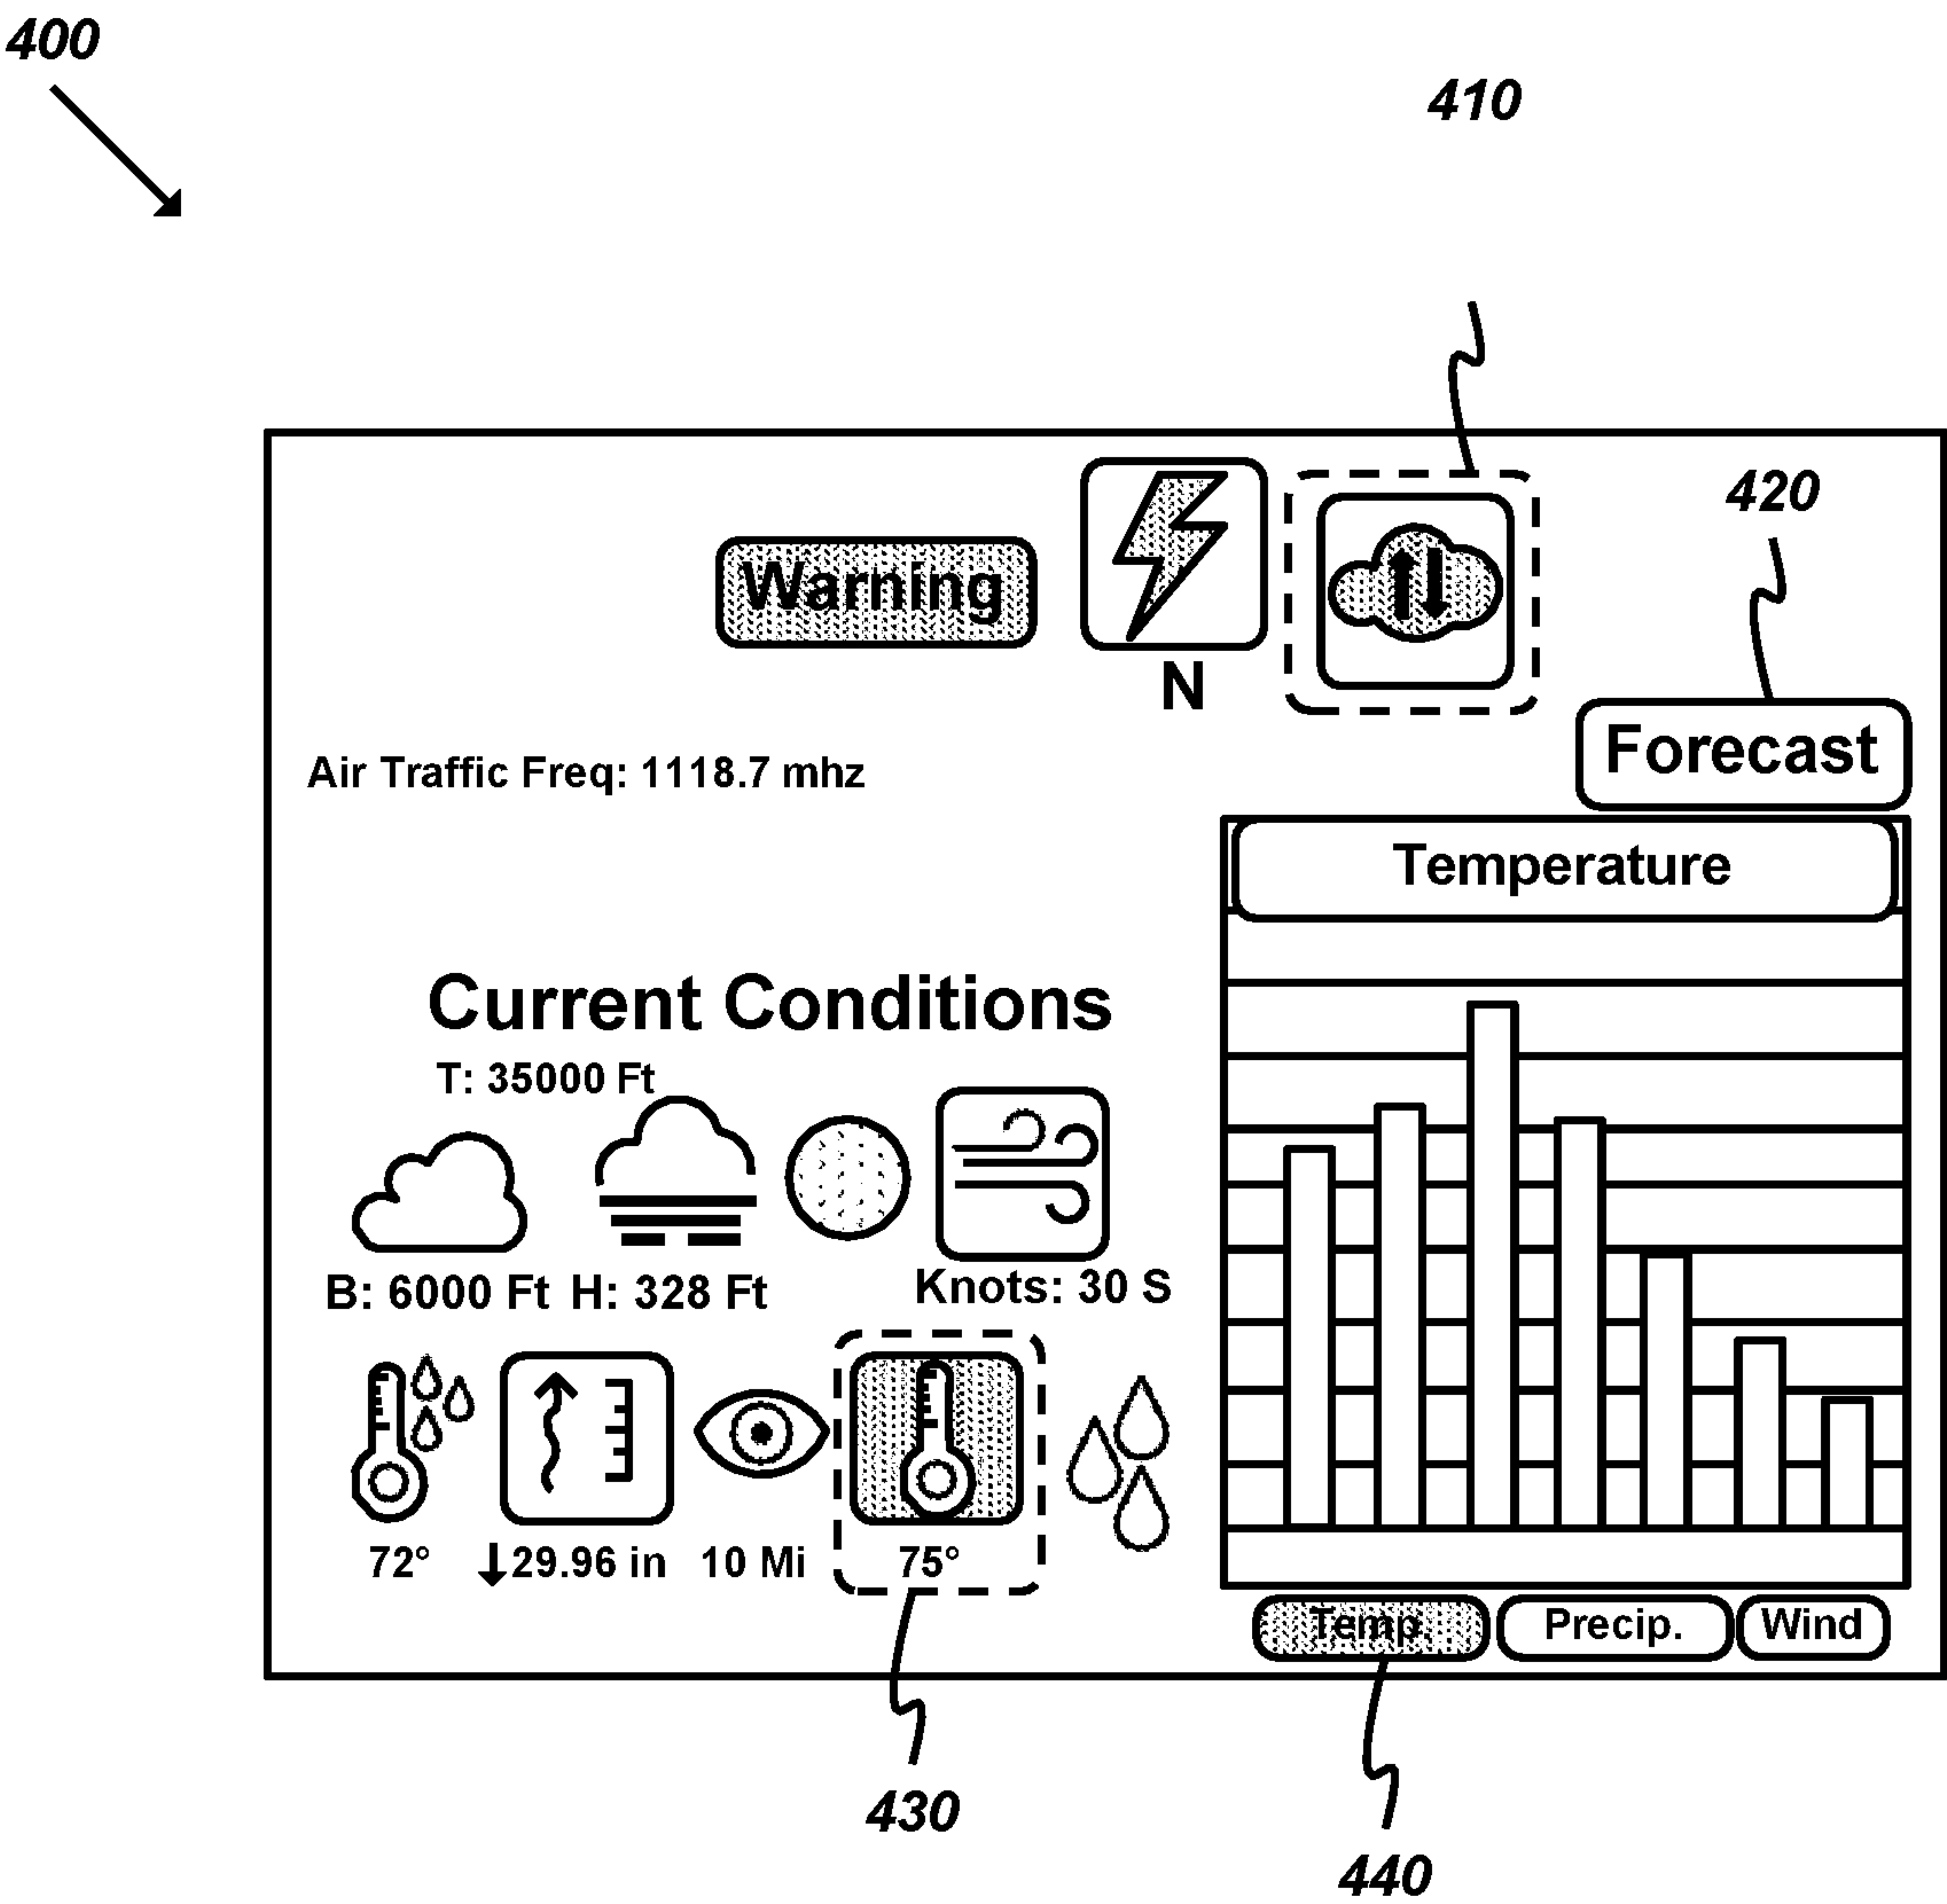 400
410
420
Warning
N
Forecast
Air Traffic Freq: 1118.7 mhz
Temperature
Current Conditions
T: 35000 Ft
B: 6000 Ft H: 328 Ft
Knots: 30 S
72° ↓29.96 in 10 Mi 75°
Temp. Precip. Wind
430
440